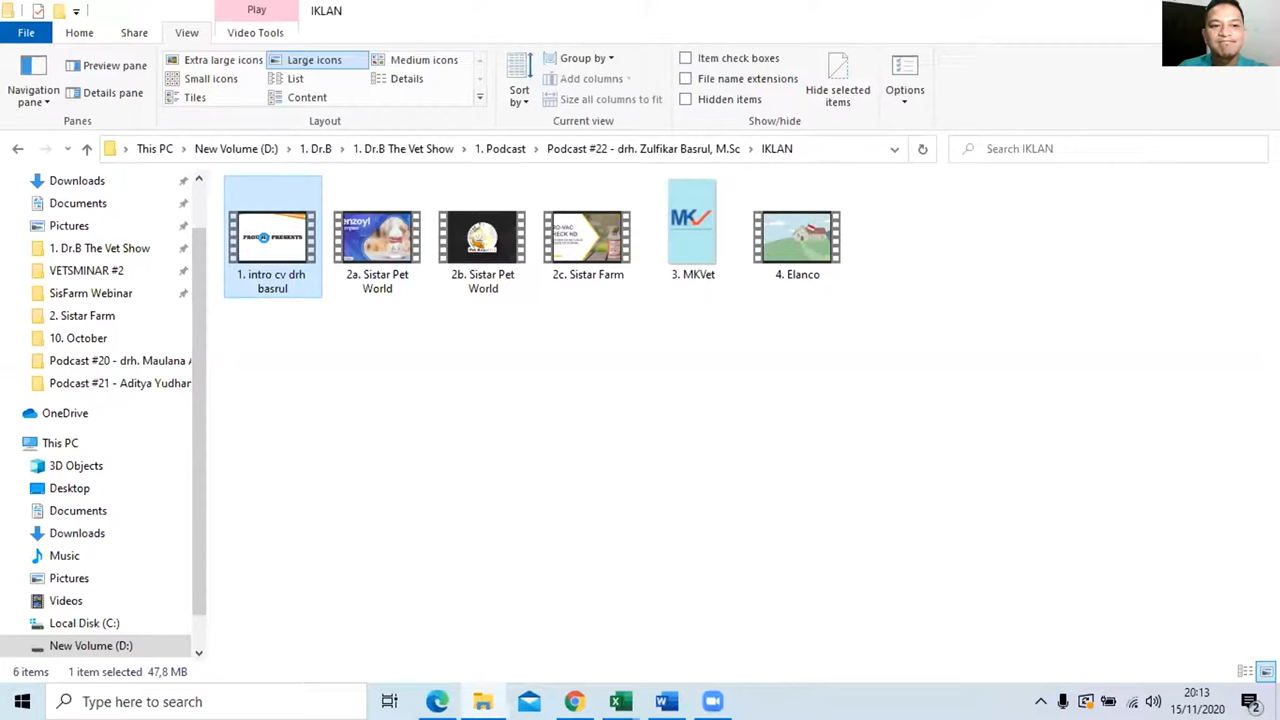 Play
IKLAN
File
Home
Share
View
Video Tools
Navigation pane
Preview pane
Details pane
Panes
Extra large icons
Large icons
Medium icons
Small icons
List
Details
Tiles
Content
Layout
Sort by
Group by
Add columns
Size all columns to fit
Current view
Item check boxes
File name extensions
Hidden items
Hide selected items
Show/hide
Options
This PC
New Volume (D:)
1. Dr.B
1. Dr.B The Vet Show
1. Podcast
Podcast #22 - drh. Zulfikar Basrul, M.Sc
IKLAN
Search IKLAN
Downloads
Documents
Pictures
1. Dr.B The Vet Show
VETSMINAR #2
SisFarm Webinar
2. Sistar Farm
10. October
Podcast #20 - drh. Maulana A
Podcast #21 - Aditya Yudhan
OneDrive
This PC
3D Objects
Desktop
Documents
Downloads
Music
Pictures
Videos
Local Disk (C:)
New Volume (D:)
PRESENTS
1. intro cv drh
basrul
enzoy!
2a. Sistar Pet
World
2b. Sistar Pet
World
2c. Sistar Farm
MK
3. MKVet
4. Elanco
6 items
1 item selected 47,8 MB
Type here to search
20:13
15/11/2020
2